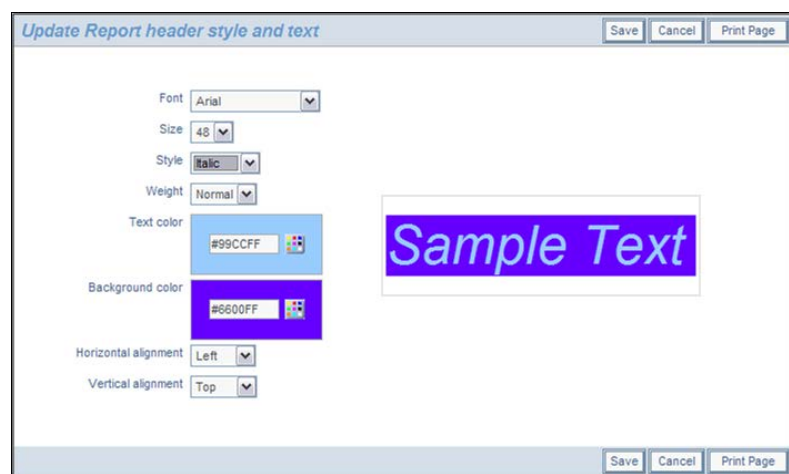 Update Report header style and text
Save Cancel Print Page
Font Arial
Size 48
Style Italic
Weight Normal
Text color
#99CCFF
Background color
#6600FF
Sample Text
Horizontal alignment Left
Vertical alignment Top
Save Cancel Print Page